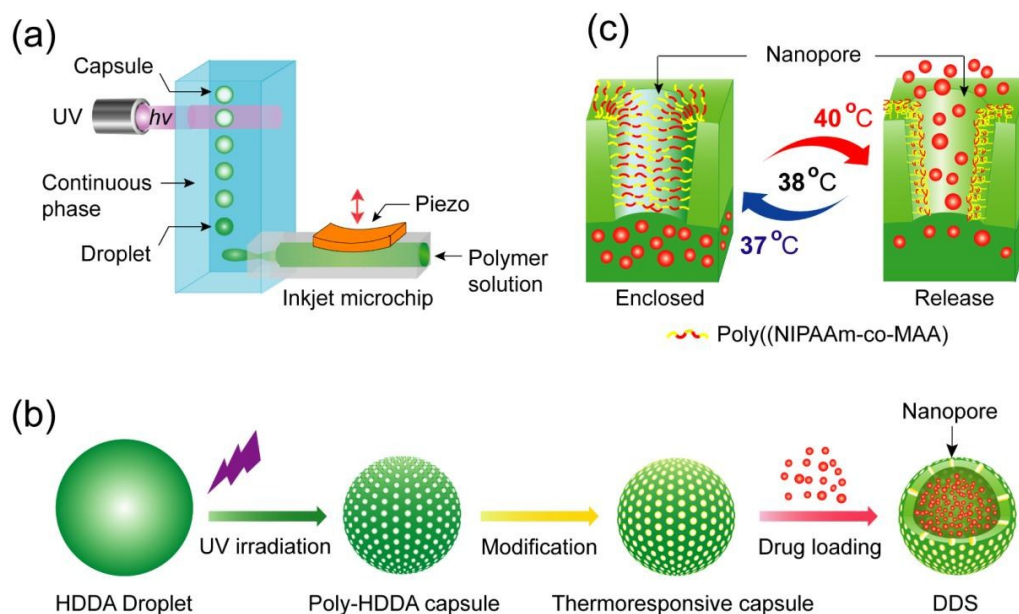 (a)
Capsule
UV
hv
Continuous
phase
Droplet
Piezo
Polymer
solution
Inkjet microchip
(c)
Nanopore
40 °C
38 °C
37 °C
Enclosed
Release
Poly((NIPAAm-co-MAA)
(b)
Nanopore
UV irradiation
Modification
Drug loading
HDDA Droplet
Poly-HDDA capsule
Thermoresponsive capsule
DDS